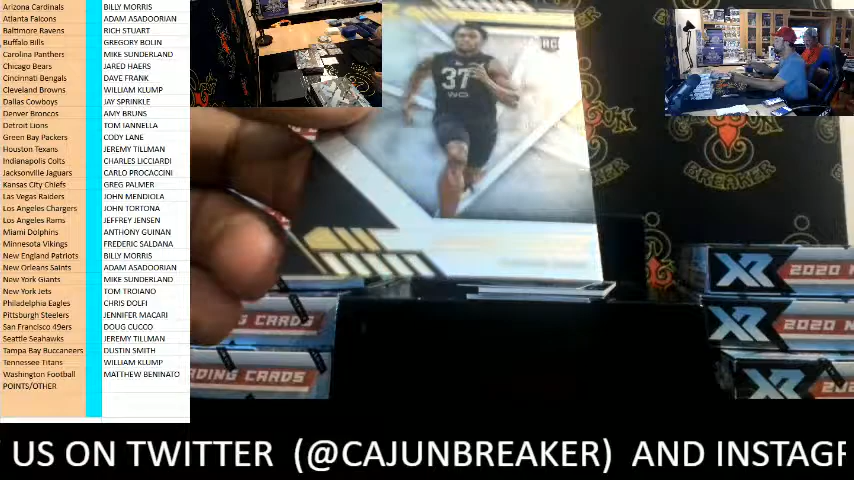 Arizona Cardinals BILLY MORRIS
Atlanta Falcons ADAM ASADOORIAN
Baltimore Ravens RICH STUART
Buffalo Bills GREGORY BOLIN
Carolina Panthers MIKE SUNDERLAND
Chicago Bears JARED HAERS
Cincinnati Bengals DAVE FRANK
Cleveland Browns WILLIAM KLUMP
Dallas Cowboys JAY SPRINKLE
Denver Broncos AMY BRUNS
Detroit Lions TOM IANNELLA
Green Bay Packers CODY LANE
Houston Texans JEREMY TILLMAN
Indianapolis Colts CHARLES LICCIARDI
Jacksonville Jaguars CARLO PROCACCINI
Kansas City Chiefs GREG PALMER
Las Vegas Raiders JOHN MENDIOLA
Los Angeles Chargers JOHN TORTONA
Los Angeles Rams JEFFREY JENSEN
Miami Dolphins ANTHONY GUINAN
Minnesota Vikings FREDERIC SALDANA
New England Patriots BILLY MORRIS
New Orleans Saints ADAM ASADOORIAN
New York Giants MIKE SUNDERLAND
New York Jets TOM TROIANO
Philadelphia Eagles CHRIS DOLFI
Pittsburgh Steelers JENNIFER MACARI
San Francisco 49ers DOUG CUCCO
Seattle Seahawks JEREMY TILLMAN
Tampa Bay Buccaneers DUSTIN SMITH
Tennessee Titans WILLIAM KLUMP
Washington Football MATTHEW BENINATO
POINTS/OTHER
RC
37
WO
BREAKER
XR 2020 N
XR 2020 N
XR 202
NG CARDS
DING CARDS
US ON TWITTER (@CAJUNBREAKER) AND INSTAGR